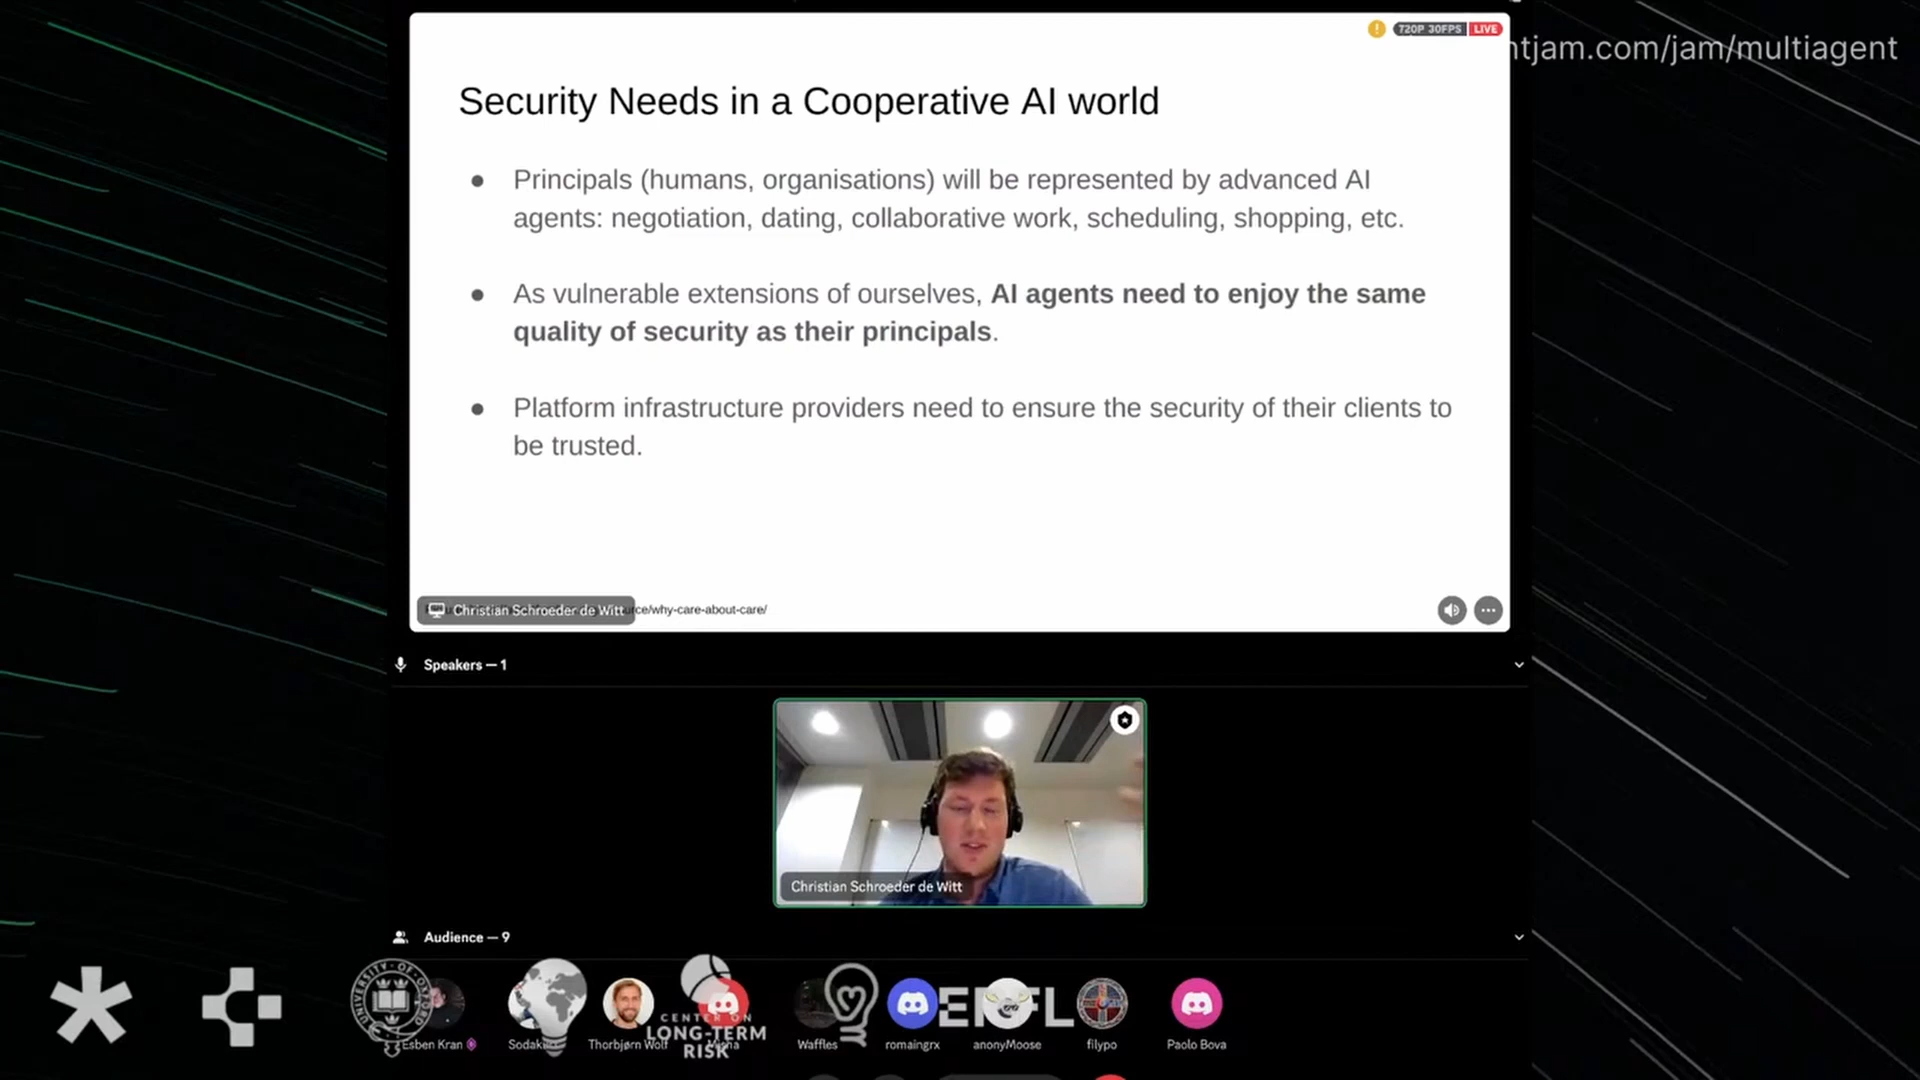 720P 30FPS LIVE
ntjam.com/jam/multiagent
Security Needs in a Cooperative AI world
● Principals (humans, organisations) will be represented by advanced AI
agents: negotiation, dating, collaborative work, scheduling, shopping, etc.
● As vulnerable extensions of ourselves, AI agents need to enjoy the same
quality of security as their principals.
● Platform infrastructure providers need to ensure the security of their clients to
be trusted.
Christian Schroeder de Witt
rce/why-care-about-care/
Speakers — 1
Christian Schroeder de Witt
Audience — 9
UNIVERSITY OF OXFORD
CENTER ON
LONG-TERM
RISK
Esben Kran
Thorbjørn Wolf
Waffles
romaingrx
anonyMoose
filypo
Paolo Bova